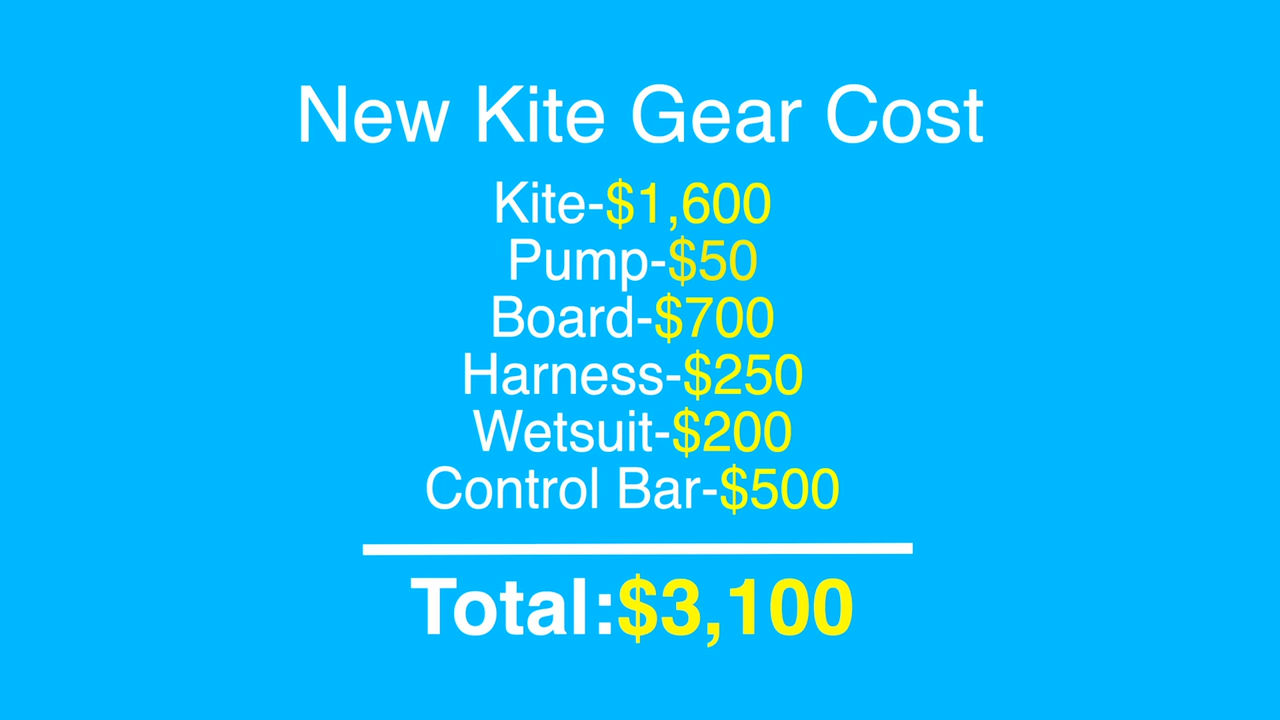 New Kite Gear Cost
Kite-$1,600
Pump-$50
Board-$700
Harness-$250
Wetsuit-$200
Control Bar-$500
Total:$3,100